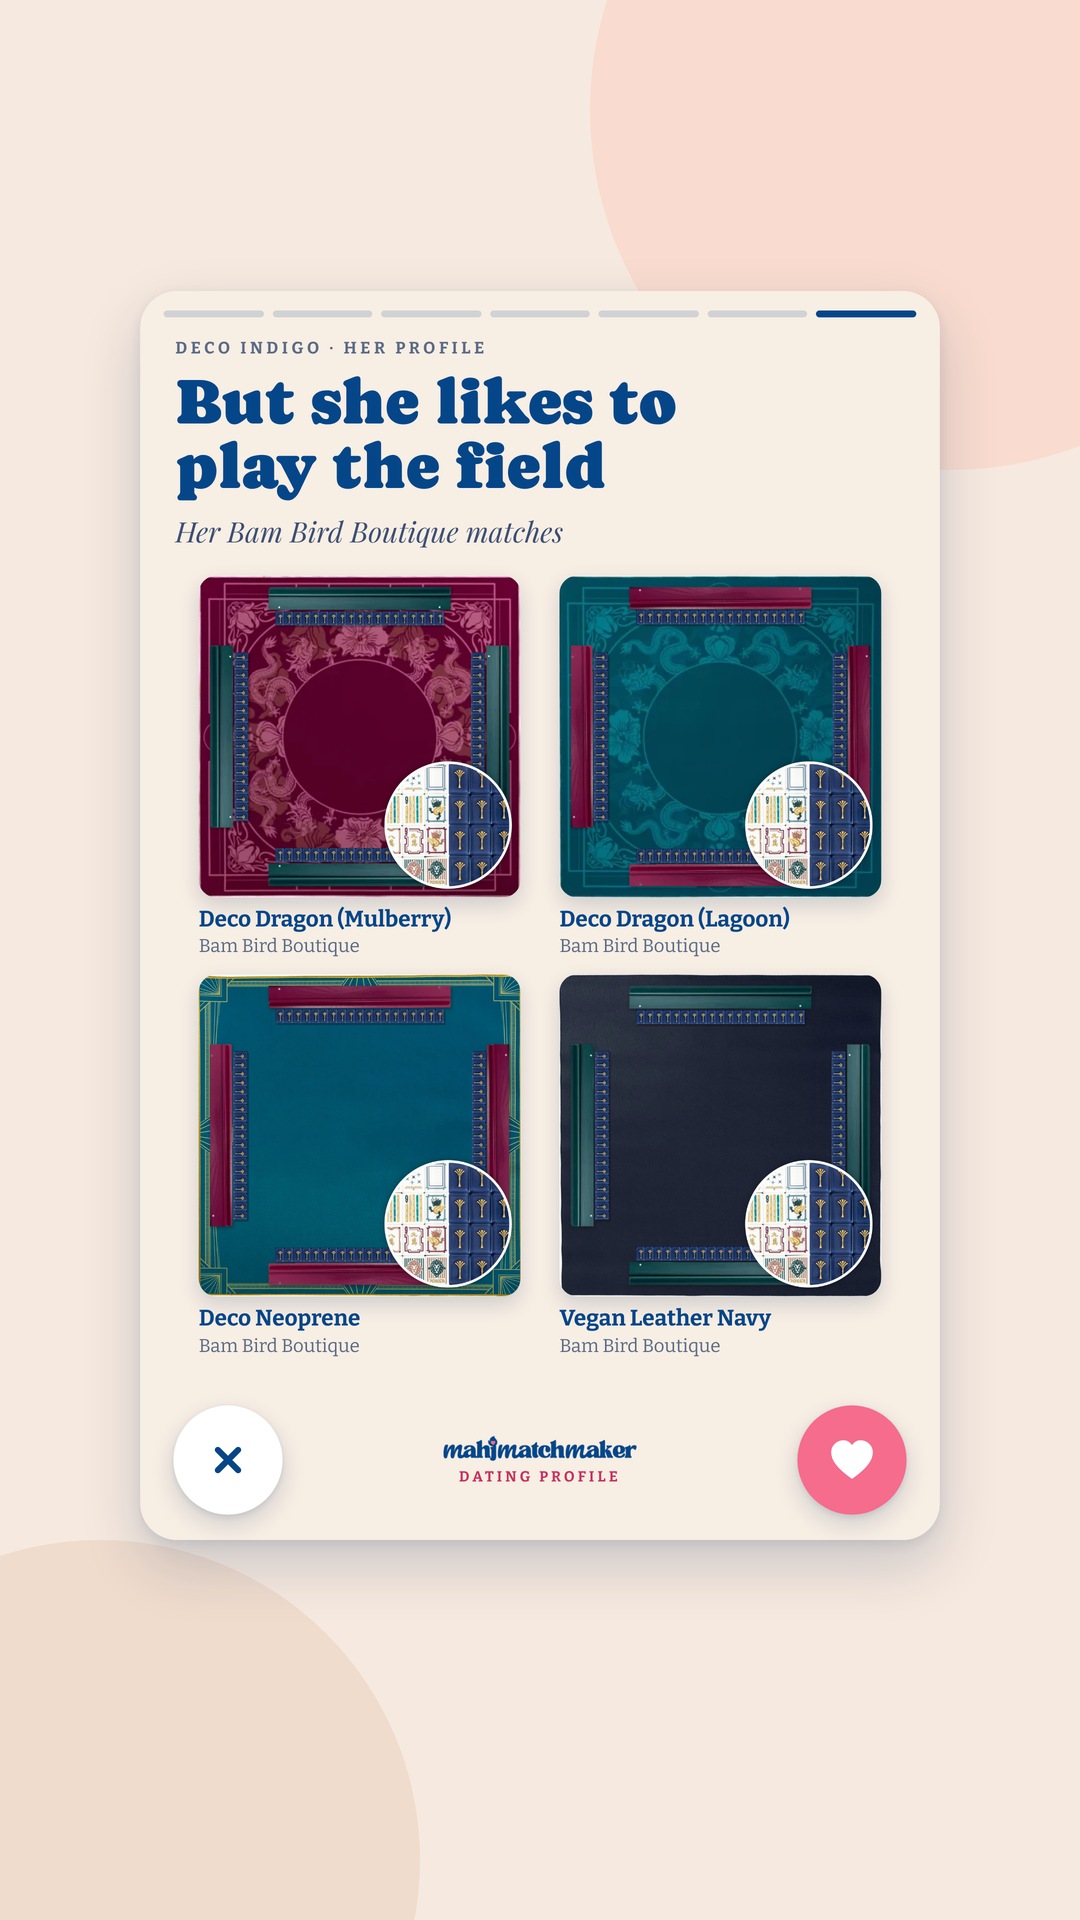 DECO INDIGO · HER PROFILE
But she likes to
play the field
Her Bam Bird Boutique matches
Deco Dragon (Mulberry)
Bam Bird Boutique
Deco Dragon (Lagoon)
Bam Bird Boutique
Deco Neoprene
Bam Bird Boutique
Vegan Leather Navy
Bam Bird Boutique
mahjmatchmaker
DATING PROFILE